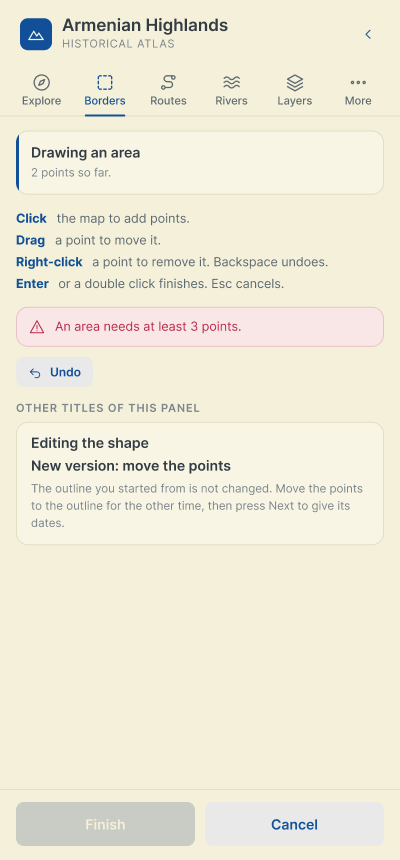 Armenian Highlands
HISTORICAL ATLAS
Explore Borders Routes Rivers Layers More
Drawing an area
2 points so far.
Click the map to add points.
Drag a point to move it.
Right-click a point to remove it. Backspace undoes.
Enter or a double click finishes. Esc cancels.
An area needs at least 3 points.
Undo
OTHER TITLES OF THIS PANEL
Editing the shape
New version: move the points
The outline you started from is not changed. Move the points
to the outline for the other time, then press Next to give its
dates.
Finish Cancel